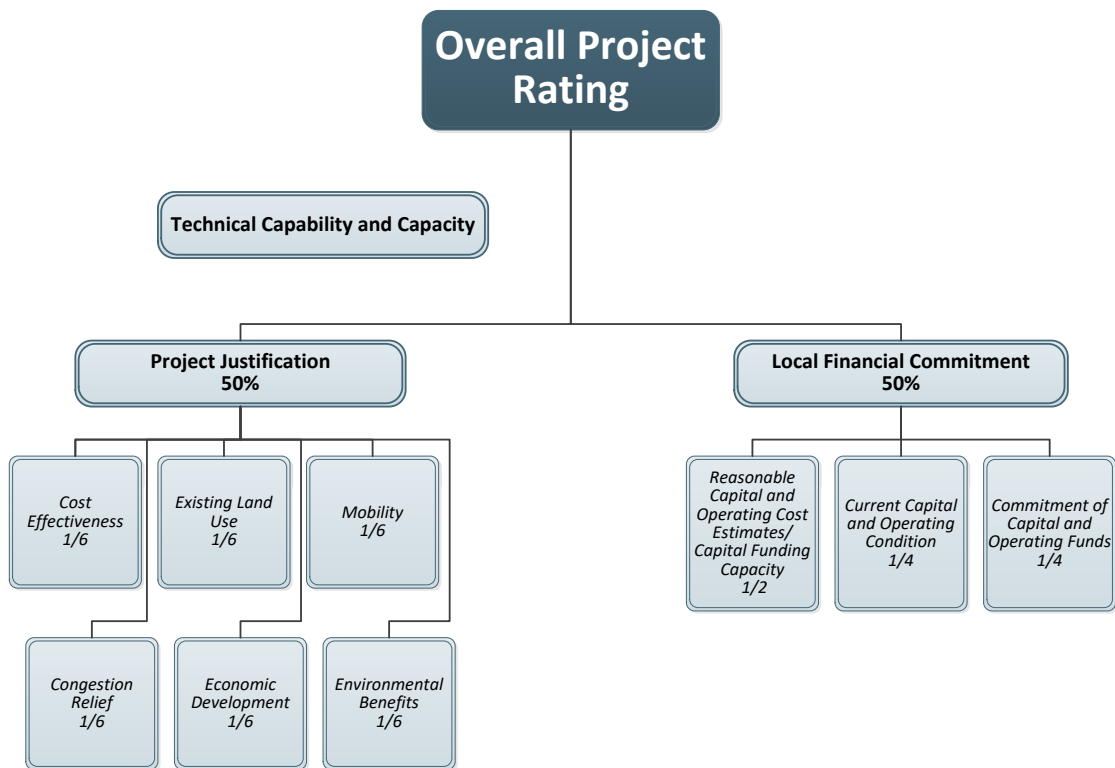 Overall Project
Rating
Technical Capability and Capacity
Project Justification
50%
Local Financial Commitment
50%
Cost
Effectiveness
1/6
Existing Land
Use
1/6
Mobility
1/6
Reasonable
Capital and
Operating Cost
Estimates/
Capital Funding
Capacity
1/2
Current Capital
and Operating
Condition
1/4
Commitment of
Capital and
Operating Funds
1/4
Congestion
Relief
1/6
Economic
Development
1/6
Environmental
Benefits
1/6